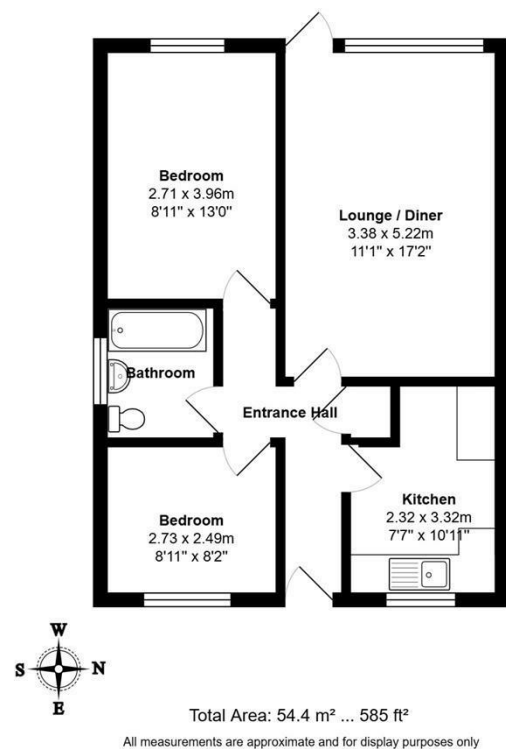 Bedroom
2.71 x 3.96m
8'11" x 13'0"
Lounge / Diner
3.38 x 5.22m
11'1" x 17'2"
Bathroom
Entrance Hall
Bedroom
2.73 x 2.49m
8'11" x 8'2"
Kitchen
2.32 x 3.32m
7'7" x 10'11"
W
S
N
E
Total Area: 54.4 m² ... 585 ft²
All measurements are approximate and for display purposes only